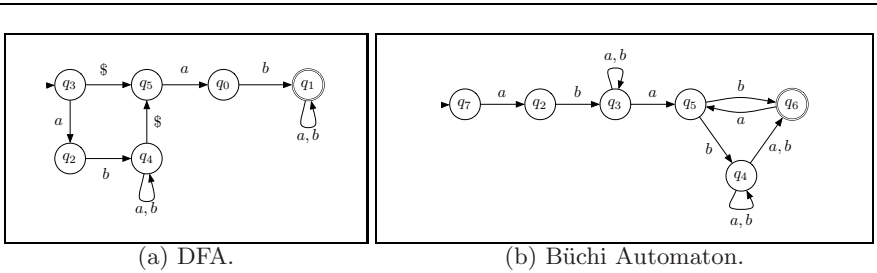 a, b
q3 $ q5 a q0 b q1
a $ a, b
q2 b q4
a, b
(a) DFA.
a, b
q7 a q2 b q3 a q5 b q6
a
b a, b
q4
a, b
(b) Büchi Automaton.